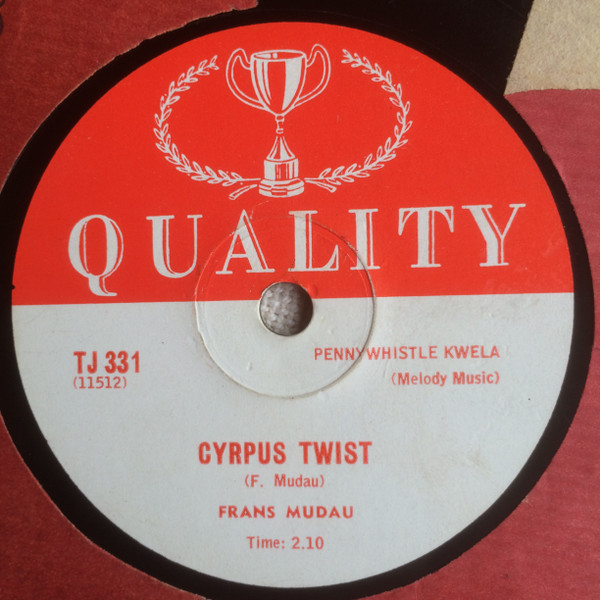 QUALITY
TJ 331
(11512)
PENNYWHISTLE KWELA
(Melody Music)
CYRPUS TWIST
(F. Mudau)
FRANS MUDAU
Time: 2.10